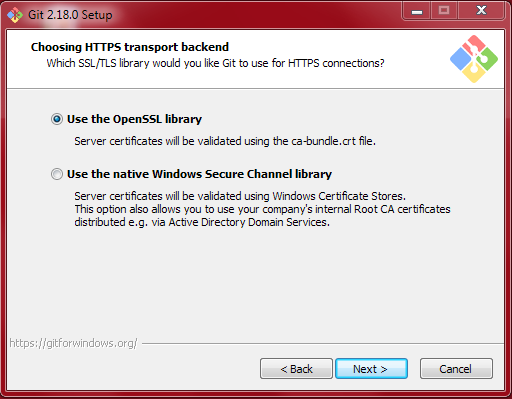 Git 2.18.0 Setup
Choosing HTTPS transport backend
Which SSL/TLS library would you like Git to use for HTTPS connections?
Use the OpenSSL library
Server certificates will be validated using the ca-bundle.crt file.
Use the native Windows Secure Channel library
Server certificates will be validated using Windows Certificate Stores.
This option also allows you to use your company's internal Root CA certificates
distributed e.g. via Active Directory Domain Services.
https://gitforwindows.org/
< Back
Next >
Cancel